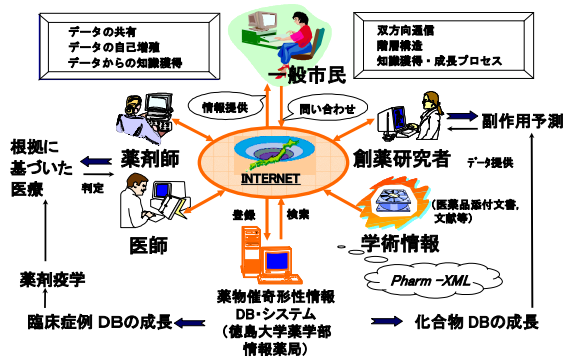 データの共有
データの自己増殖
データからの知識獲得
双方向通信
階層構造
知識獲得・成長プロセス
一般市民
情報提供
問い合わせ
薬剤師
創薬研究者
副作用予測
根拠に
基づいた
医療
判定
INTERNET
データ提供
医師
登録
検索
(医薬品添付文書,
文献等)
学術情報
薬剤疫学
Pharm -XML
薬物催奇形性情報
DB・システム
(徳島大学薬学部
情報薬局)
臨床症例 DBの成長
化合物 DBの成長